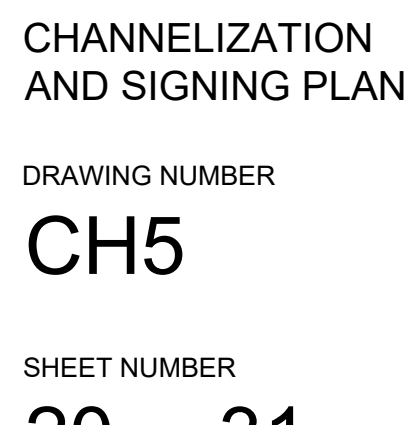 CHANNELIZATION
AND SIGNING PLAN
DRAWING NUMBER
CH5
SHEET NUMBER